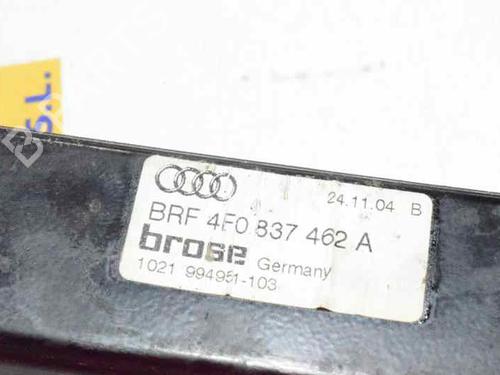 S.L.
24.11.04 B
BRF 4F0 837 462 A
brose Germany
1021 994951-103